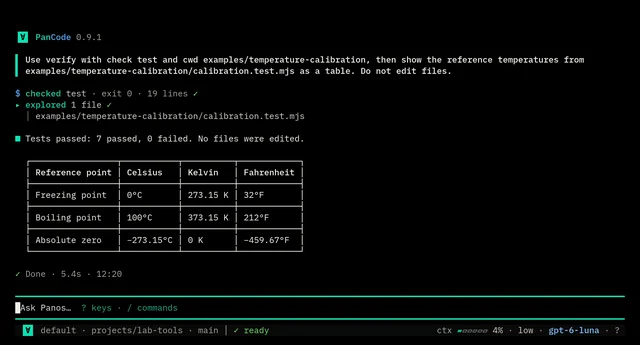 PanCode 0.9.1
Use verify with check test and cwd examples/temperature-calibration, then show the reference temperatures from
examples/temperature-calibration/calibration.test.mjs as a table. Do not edit files.
$ checked test · exit 0 · 19 lines ✓
▸ explored 1 file ✓
│ examples/temperature-calibration/calibration.test.mjs
■ Tests passed: 7 passed, 0 failed. No files were edited.
Reference point │ Celsius │ Kelvin │ Fahrenheit
Freezing point │ 0°C │ 273.15 K │ 32°F
Boiling point │ 100°C │ 373.15 K │ 212°F
Absolute zero │ −273.15°C │ 0 K │ −459.67°F
✓ Done · 5.4s · 12:20
Ask Panos… ? keys · / commands
default · projects/lab-tools · main │ ✓ ready ctx ▰▱▱▱▱▱ 4% · low · gpt-6-luna · ?